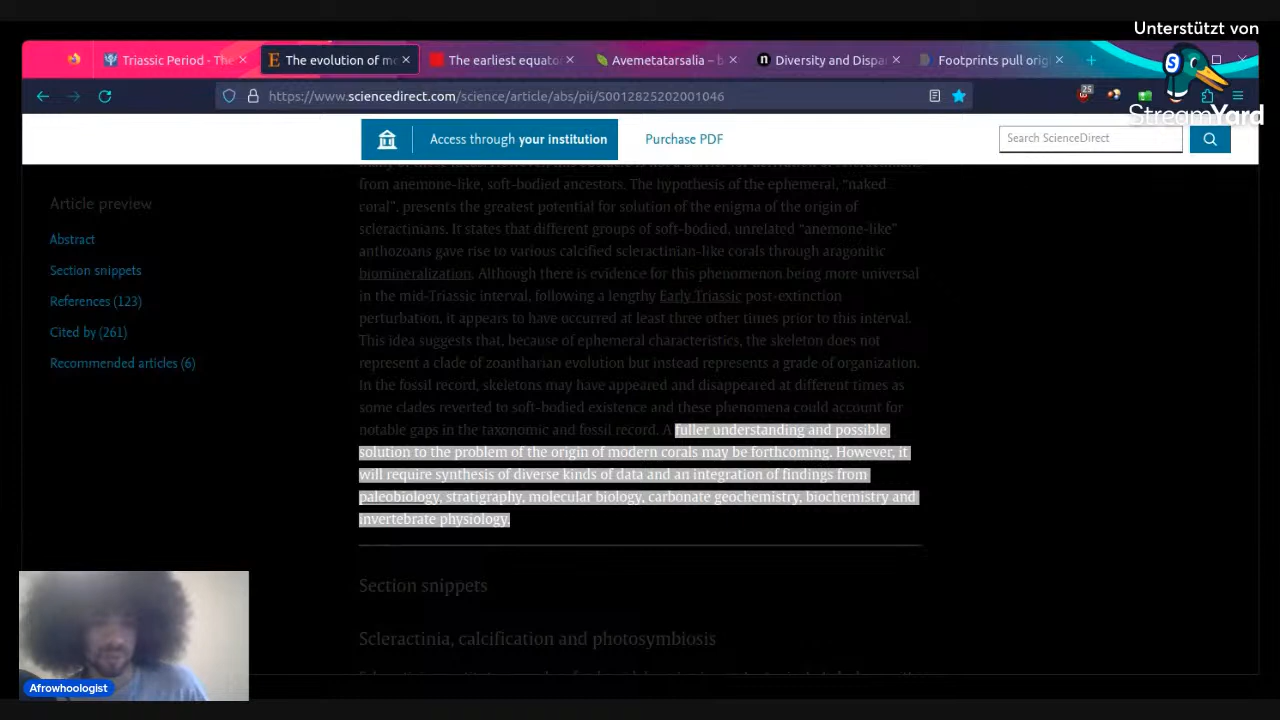 Unterstützt von
StreamYard
Triassic Period - The
The evolution of mo
The earliest equator
Avemetatarsalia – b
Diversity and Dispar
Footprints pull origi
https://www.sciencedirect.com/science/article/abs/pii/S0012825202001046
25
Access through your institution
Purchase PDF
Search ScienceDirect
Article preview
Abstract
Section snippets
References (123)
Cited by (261)
Recommended articles (6)
from anemone-like, soft-bodied ancestors. The hypothesis of the ephemeral, “naked
coral”, presents the greatest potential for solution of the enigma of the origin of
scleractinians. It states that different groups of soft-bodied, unrelated “anemone-like”
anthozoans gave rise to various calcified scleractinian-like corals through aragonitic
biomineralization. Although there is evidence for this phenomenon being more universal
in the mid-Triassic interval, following a lengthy Early Triassic post-extinction
perturbation, it appears to have occurred at least three other times prior to this interval.
This idea suggests that, because of ephemeral characteristics, the skeleton does not
represent a clade of zoantharian evolution but instead represents a grade of organization.
In the fossil record, skeletons may have appeared and disappeared at different times as
some clades reverted to soft-bodied existence and these phenomena could account for
notable gaps in the taxonomic and fossil record. A fuller understanding and possible
solution to the problem of the origin of modern corals may be forthcoming. However, it
will require synthesis of diverse kinds of data and an integration of findings from
paleobiology, stratigraphy, molecular biology, carbonate geochemistry, biochemistry and
invertebrate physiology.
Section snippets
Scleractinia, calcification and photosymbiosis
Afrowhoologist